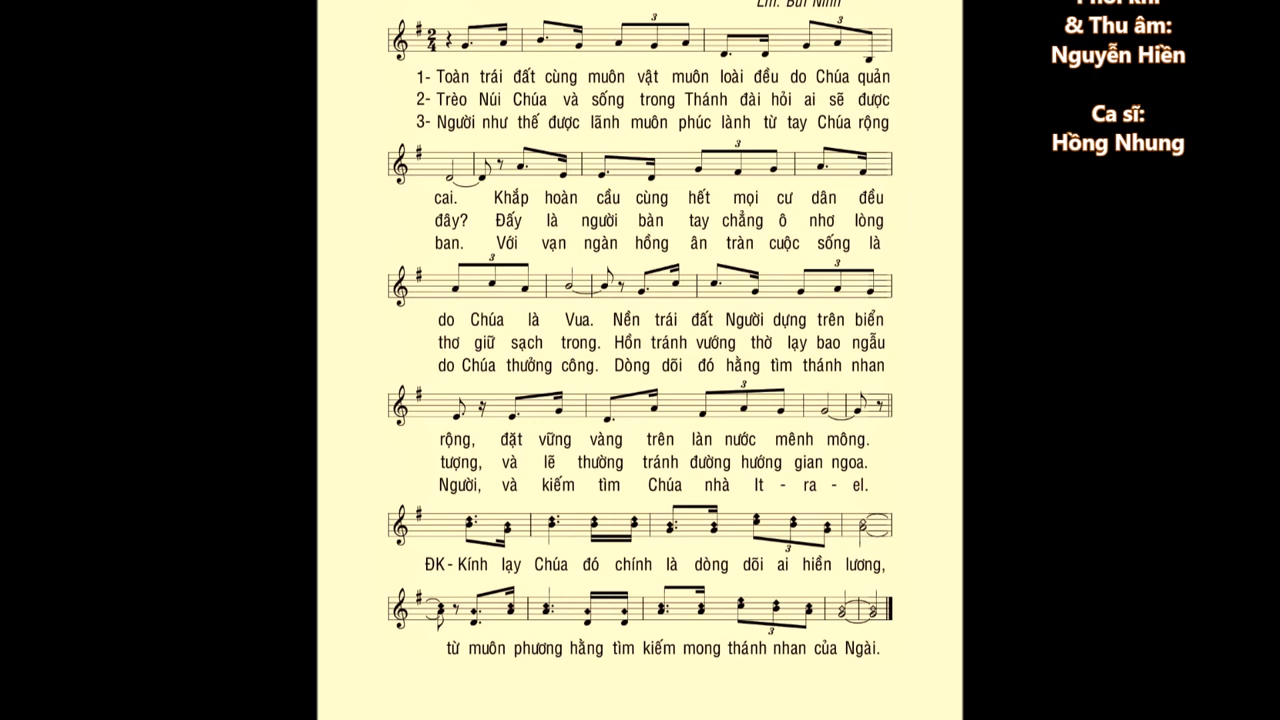 Lm. Bùi Ninh
& Thu âm:
Nguyễn Hiền
Ca sĩ:
Hồng Nhung
1- Toàn trái đất cùng muôn vật muôn loài đều do Chúa quản
2- Trèo Núi Chúa và sống trong Thánh đài hỏi ai sẽ được
3- Người như thế được lãnh muôn phúc lành từ tay Chúa rộng
cai. Khắp hoàn cầu cùng hết mọi cư dân đều
đây? Đấy là người bàn tay chẳng ô nhơ lòng
ban. Với vạn ngàn hồng ân tràn cuộc sống là
do Chúa là Vua. Nền trái đất Người dựng trên biển
thơ giữ sạch trong. Hồn tránh vướng thờ lạy bao ngẫu
do Chúa thưởng công. Dòng dõi đó hằng tìm thánh nhan
rộng, đặt vững vàng trên làn nước mênh mông.
tượng, và lẽ thường tránh đường hướng gian ngoa.
Người, và kiếm tìm Chúa nhà It - ra - el.
ĐK- Kính lạy Chúa đó chính là dòng dõi ai hiền lương,
từ muôn phương hằng tìm kiếm mong thánh nhan của Ngài.